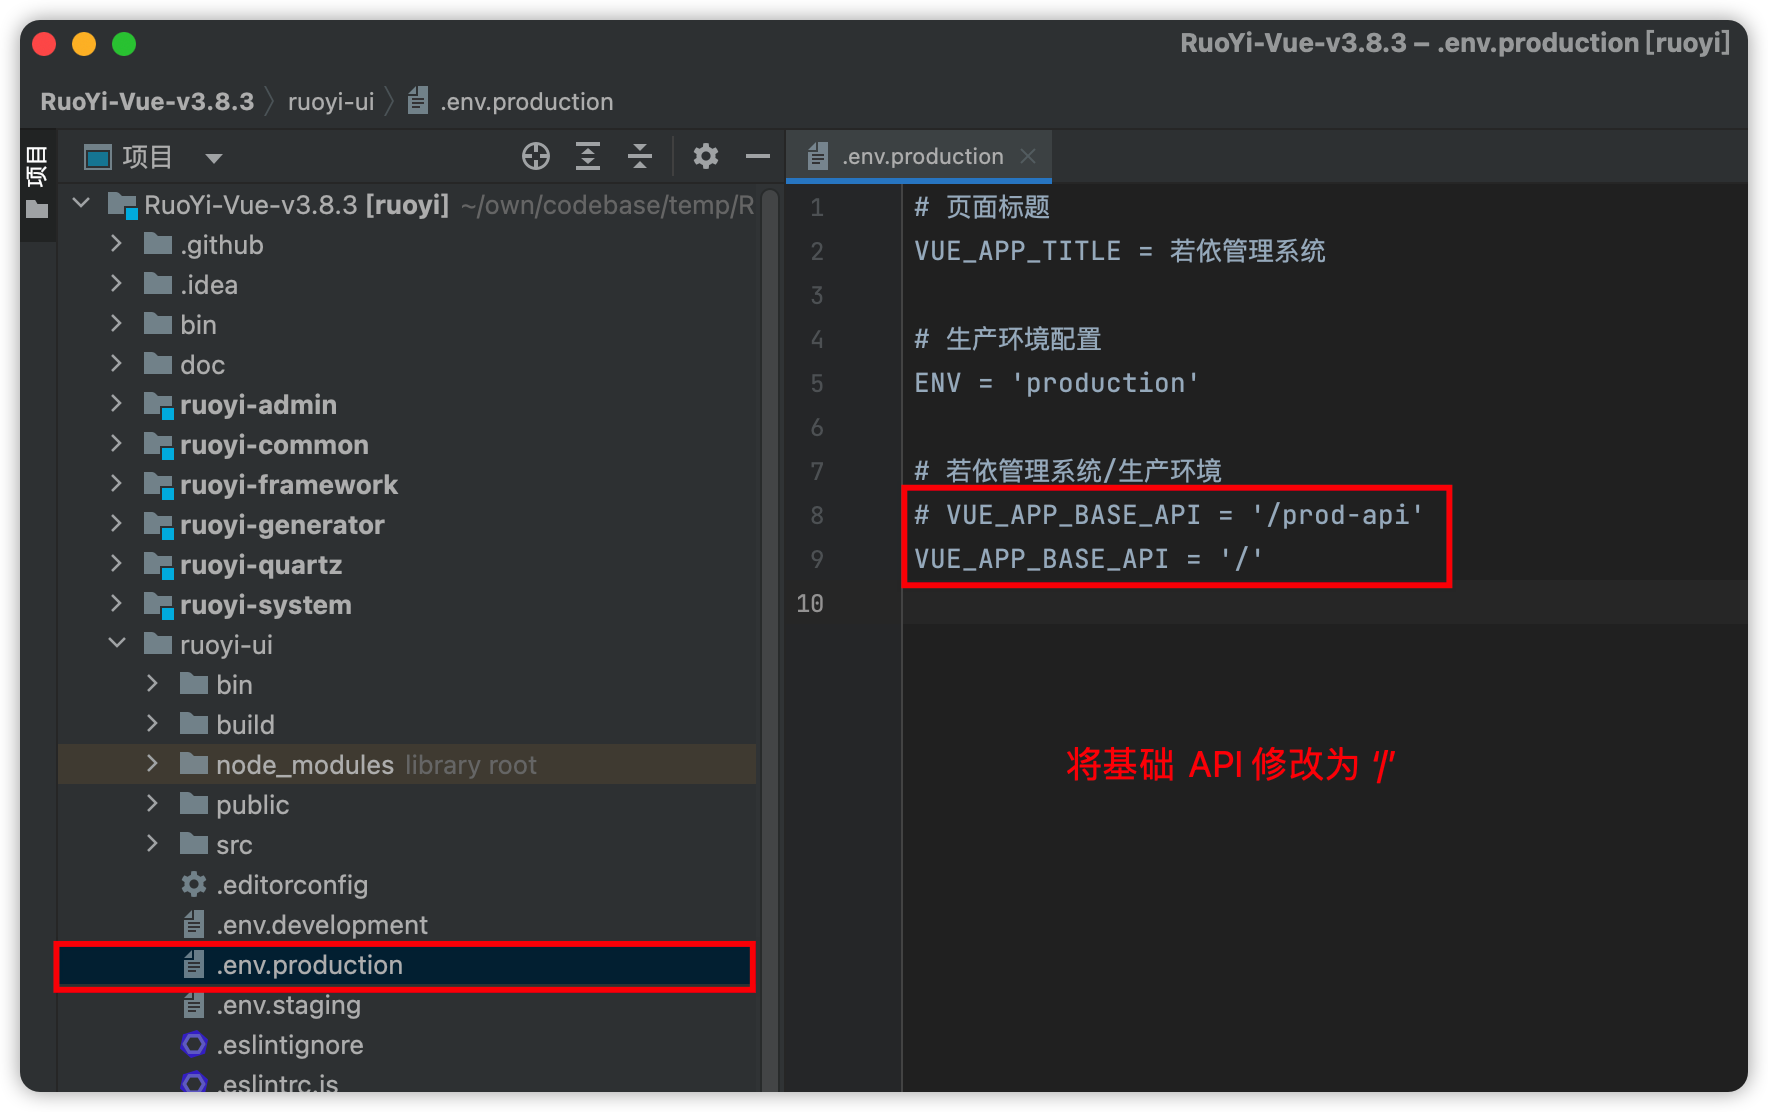 RuoYi-Vue-v3.8.3 – .env.production [ruoyi]
RuoYi-Vue-v3.8.3 ruoyi-ui .env.production
项目
项目
RuoYi-Vue-v3.8.3 [ruoyi] ~/own/codebase/temp/R
.github
.idea
bin
doc
ruoyi-admin
ruoyi-common
ruoyi-framework
ruoyi-generator
ruoyi-quartz
ruoyi-system
ruoyi-ui
bin
build
node_modules library root
public
src
.editorconfig
.env.development
.env.production
.env.staging
.eslintignore
.eslintrc.js
.env.production
1 # 页面标题
2 VUE_APP_TITLE = 若依管理系统
3
4 # 生产环境配置
5 ENV = 'production'
6
7 # 若依管理系统/生产环境
8 # VUE_APP_BASE_API = '/prod-api'
9 VUE_APP_BASE_API = '/'
10
将基础 API 修改为 ‘/’